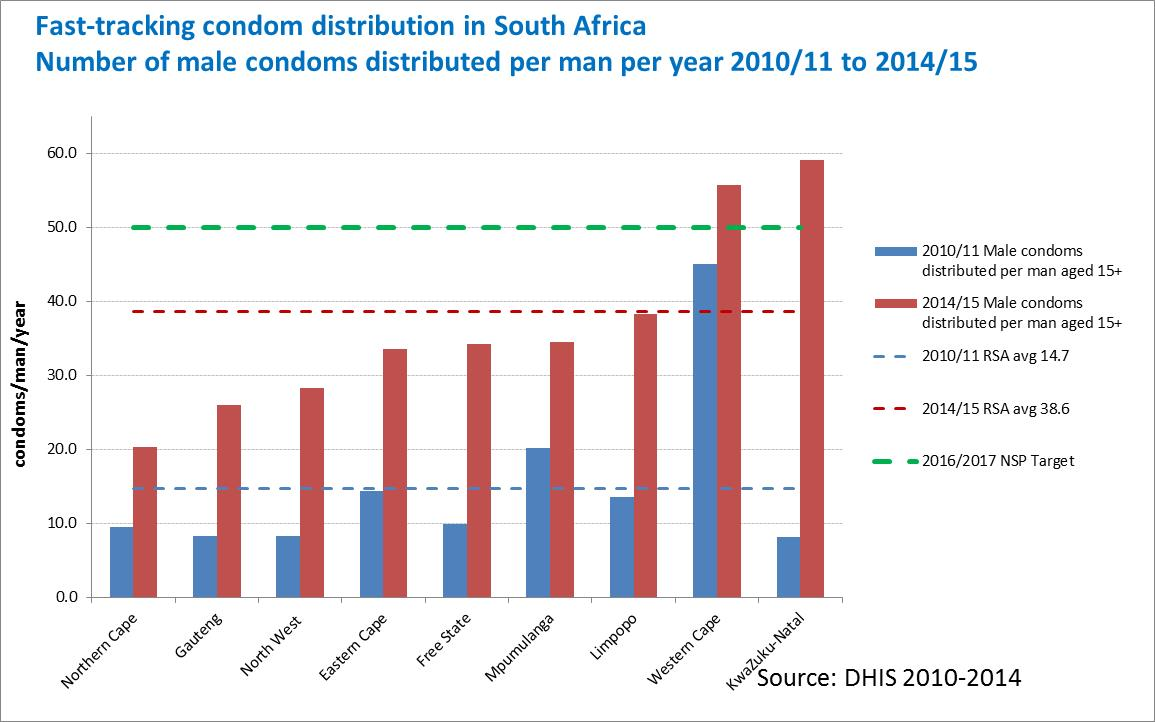 Fast-tracking condom distribution in South Africa
Number of male condoms distributed per man per year 2010/11 to 2014/15
condoms/man/year
60.0
50.0
40.0
30.0
20.0
10.0
0.0
Northern Cape
Gauteng
North West
Eastern Cape
Free State
Mpumulanga
Limpopo
Western Cape
KwaZuku-Natal
2010/11 Male condoms
distributed per man aged 15+
2014/15 Male condoms
distributed per man aged 15+
2010/11 RSA avg 14.7
2014/15 RSA avg 38.6
2016/2017 NSP Target
Source: DHIS 2010-2014